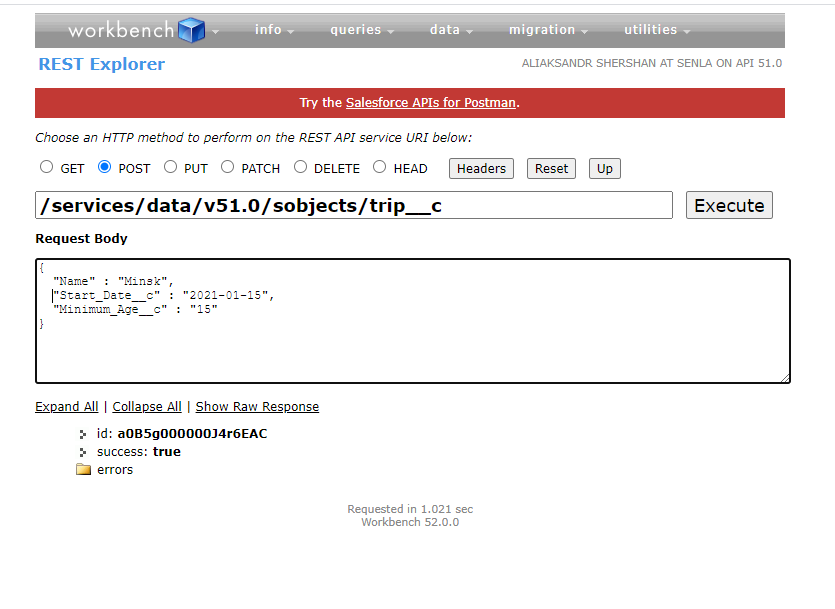 workbench info queries data migration utilities
REST Explorer ALIAKSANDR SHERSHAN AT SENLA ON API 51.0
Try the Salesforce APIs for Postman.
Choose an HTTP method to perform on the REST API service URI below:
GET POST PUT PATCH DELETE HEAD Headers Reset Up
/services/data/v51.0/sobjects/trip__c Execute
Request Body
{
"Name" : "Minsk",
"Start_Date__c" : "2021-01-15",
"Minimum_Age__c" : "15"
}
Expand All | Collapse All | Show Raw Response
id: a0B5g000000J4r6EAC
success: true
errors
Requested in 1.021 sec
Workbench 52.0.0